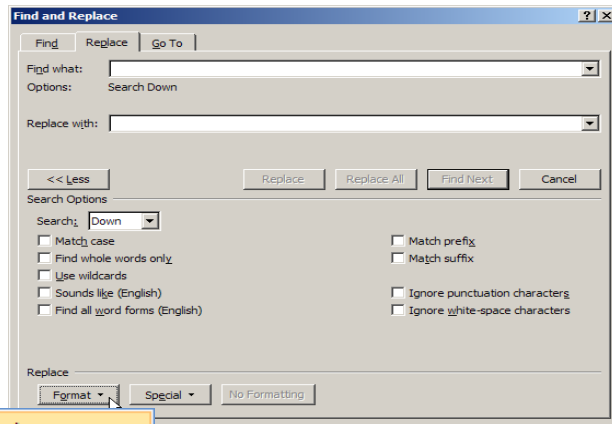 Find and Replace
Find Replace Go To
Find what:
Options: Search Down
Replace with:
<< Less Replace Replace All Find Next Cancel
Search Options
Search: Down
Match case Match prefix
Find whole words only Match suffix
Use wildcards
Sounds like (English) Ignore punctuation characters
Find all word forms (English) Ignore white-space characters
Replace
Format Special No Formatting